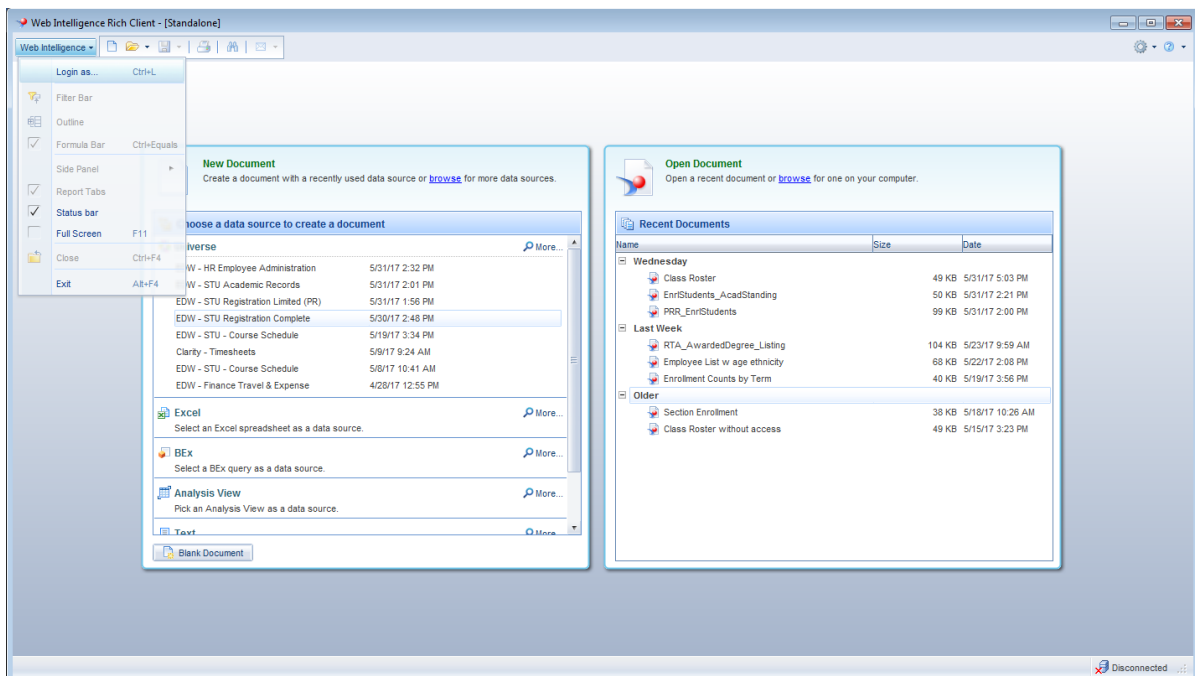 Web Intelligence Rich Client - [Standalone]
Web Intelligence
Login as... Ctrl+L
Filter Bar
Outline
Formula Bar Ctrl+Equals
Side Panel
Report Tabs
Status bar
Full Screen F11
Close Ctrl+F4
Exit Alt+F4
New Document
Create a document with a recently used data source or browse for more data sources.
hoose a data source to create a document
iverse More...
EDW - HR Employee Administration 5/31/17 2:32 PM
EDW - STU Academic Records 5/31/17 2:01 PM
EDW - STU Registration Limited (PR) 5/31/17 1:56 PM
EDW - STU Registration Complete 5/30/17 2:48 PM
EDW - STU - Course Schedule 5/19/17 3:34 PM
Clarity - Timesheets 5/9/17 9:24 AM
EDW - STU - Course Schedule 5/8/17 10:41 AM
EDW - Finance Travel & Expense 4/28/17 12:55 PM
Excel More...
Select an Excel spreadsheet as a data source.
BEx More...
Select a BEx query as a data source.
Analysis View More...
Pick an Analysis View as a data source.
Text More...
Blank Document
Open Document
Open a recent document or browse for one on your computer.
Recent Documents
Name Size Date
Wednesday
Class Roster 49 KB 5/31/17 5:03 PM
EnrlStudents_AcadStanding 50 KB 5/31/17 2:21 PM
PRR_EnrlStudents 99 KB 5/31/17 2:00 PM
Last Week
RTA_AwardedDegree_Listing 104 KB 5/23/17 9:59 AM
Employee List w age ethnicity 68 KB 5/22/17 2:08 PM
Enrollment Counts by Term 40 KB 5/19/17 3:56 PM
Older
Section Enrollment 38 KB 5/18/17 10:26 AM
Class Roster without access 49 KB 5/15/17 3:23 PM
Disconnected